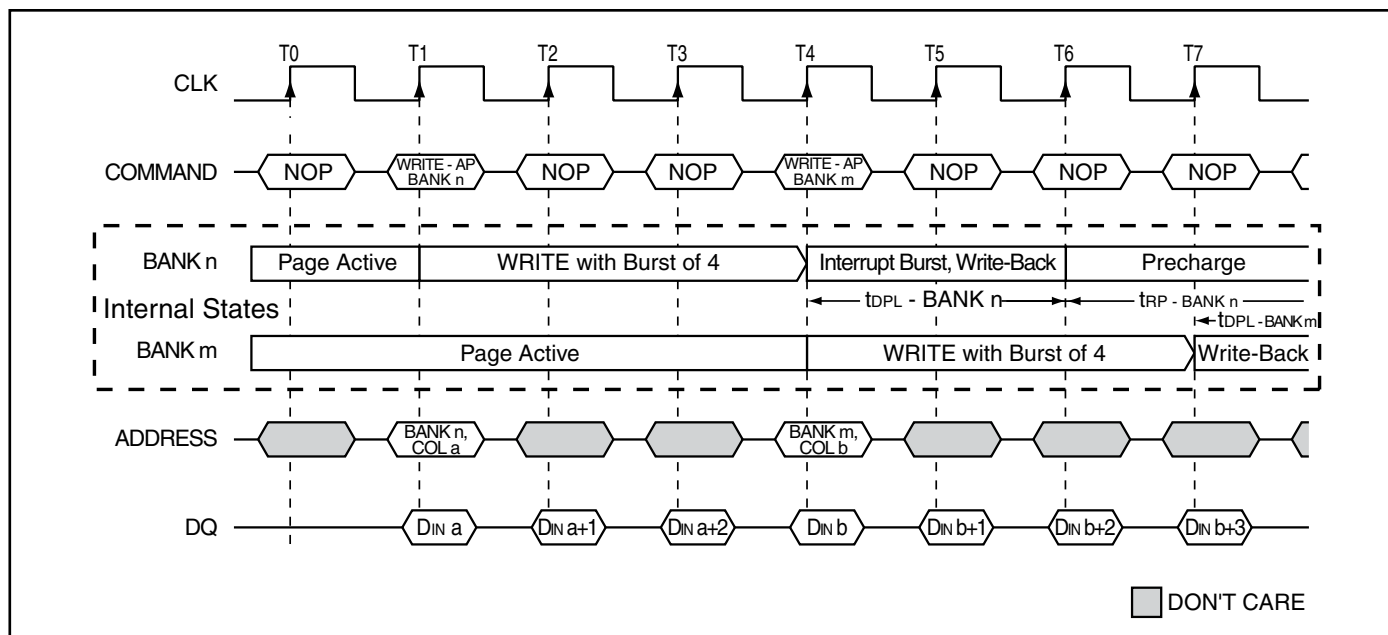 T0 T1 T2 T3 T4 T5 T6 T7
CLK
COMMAND NOP WRITE - AP BANK n NOP NOP WRITE - AP BANK m NOP NOP NOP
BANK n Page Active WRITE with Burst of 4 Interrupt Burst, Write-Back Precharge
Internal States tDPL - BANK n tRP - BANK n
tDPL - BANK m
BANK m Page Active WRITE with Burst of 4 Write-Back
ADDRESS BANK n, COL a BANK m, COL b
DQ DIN a DIN a+1 DIN a+2 DIN b DIN b+1 DIN b+2 DIN b+3
DON'T CARE